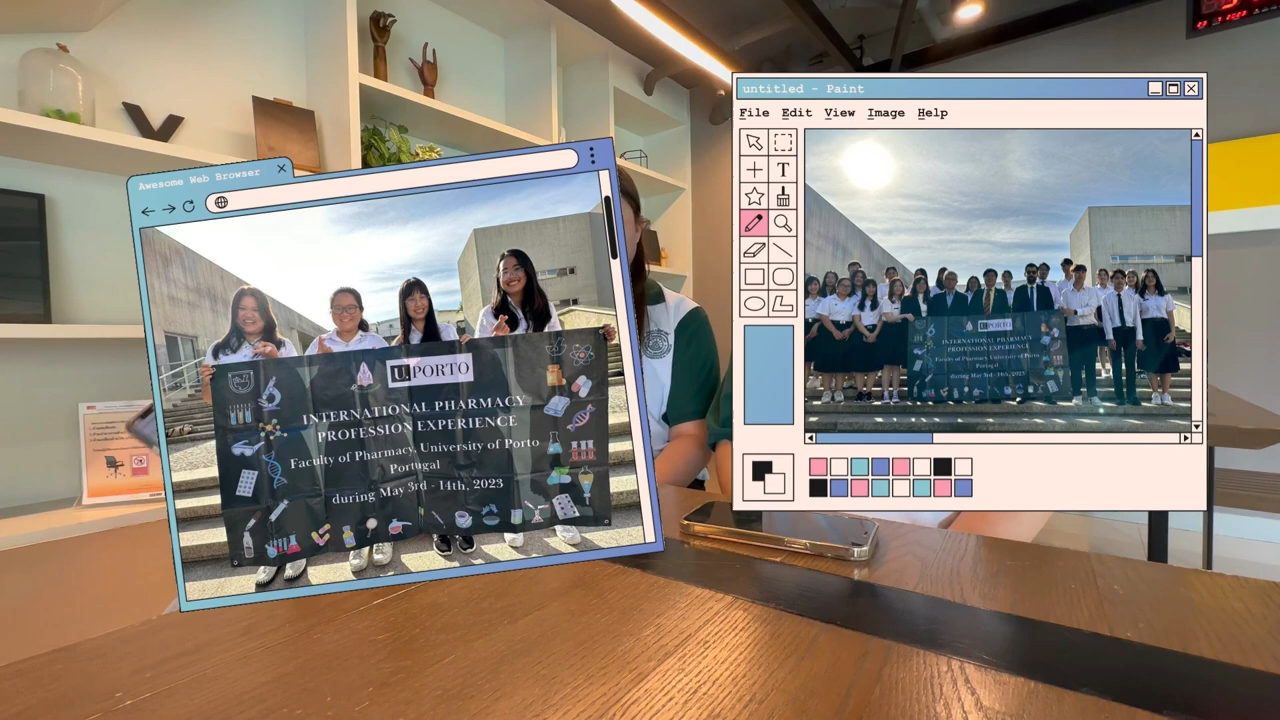 Awesome Web Browser
U.PORTO
INTERNATIONAL PHARMACY
PROFESSION EXPERIENCE
Faculty of Pharmacy, University of Porto
Portugal
during May 3rd - 14th, 2023
untitled - Paint
File Edit View Image Help
T
U.PORTO
INTERNATIONAL PHARMACY
PROFESSION EXPERIENCE
Faculty of Pharmacy, University of Porto
Portugal
during May 3rd - 14th, 2023